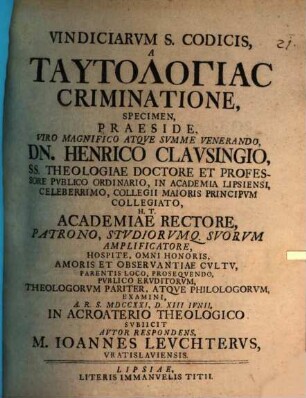 21.
VINDICIARVM S. CODICIS,
A
ΤΑΥΤΟΛΟΓΙΑϹ
CRIMINATIONE,
SPECIMEN,
PRAESIDE,
VIRO MAGNIFICO ATQVE SVMME VENERANDO,
DN. HENRICO CLAVSINGIO,
SS. THEOLOGIAE DOCTORE ET PROFES-
SORE PVBLICO ORDINARIO, IN ACADEMIA LIPSIENSI,
CELEBERRIMO, COLLEGII MAIORIS PRINCIPVM
COLLEGIATO,
H. T.
ACADEMIAE RECTORE,
PATRONO, STVDIORVMQ. SVORVM
AMPLIFICATORE,
HOSPITE, OMNI HONORIS,
AMORIS ET OBSERVANTIAE CVLTV,
PARENTIS LOCO, PROSEQVENDO,
PVBLICO ERVDITORVM,
THEOLOGORVM PARITER, ATQVE PHILOLOGORVM,
EXAMINI,
A. R. S. MDCCXXI. D. XIII IVNII,
IN ACROATERIO THEOLOGICO
SVBIICIT
AVTOR RESPONDENS,
M. IOANNES LEVCHTERVS,
VRATISLAVIENSIS.
LIPSIAE,
LITERIS IMMANVELIS TITII.